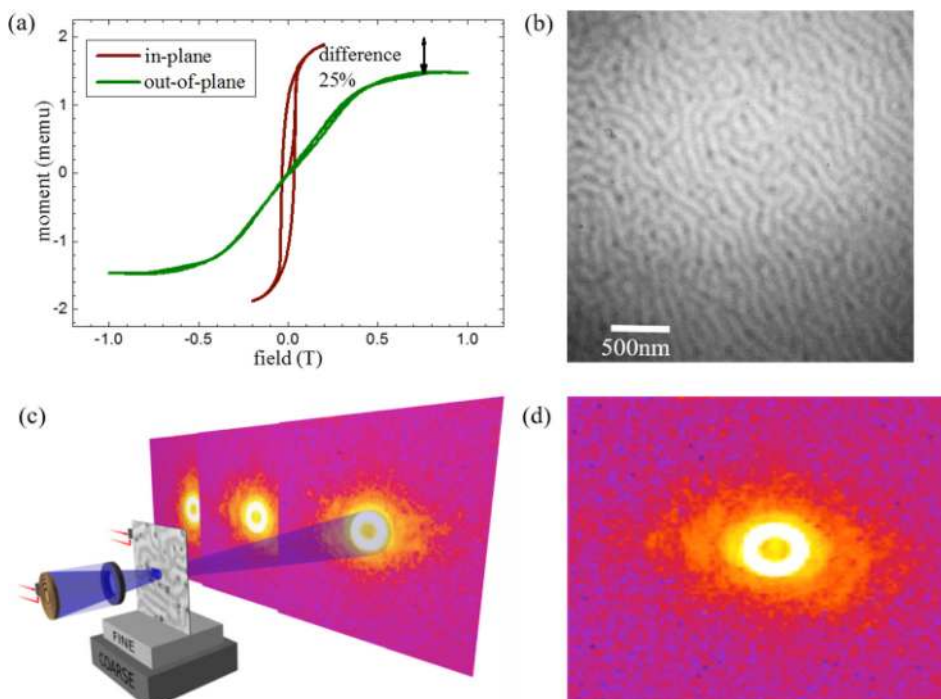 (a)
2
1
0
-1
-2
moment (memu)
in-plane
out-of-plane
difference
25%
-1.0
-0.5
0.0
0.5
1.0
field (T)
(b)
500nm
(c)
FINE
COARSE
(d)